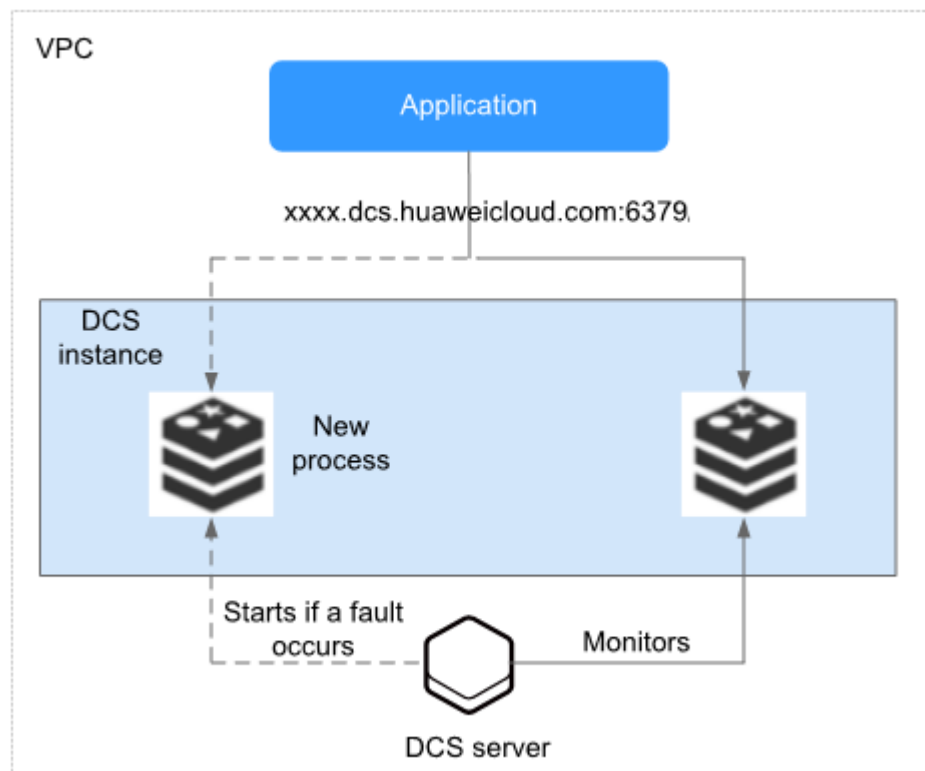 VPC
Application
xxxx.dcs.huaweicloud.com:6379
DCS
instance
New
process
Starts if a fault
occurs
Monitors
DCS server